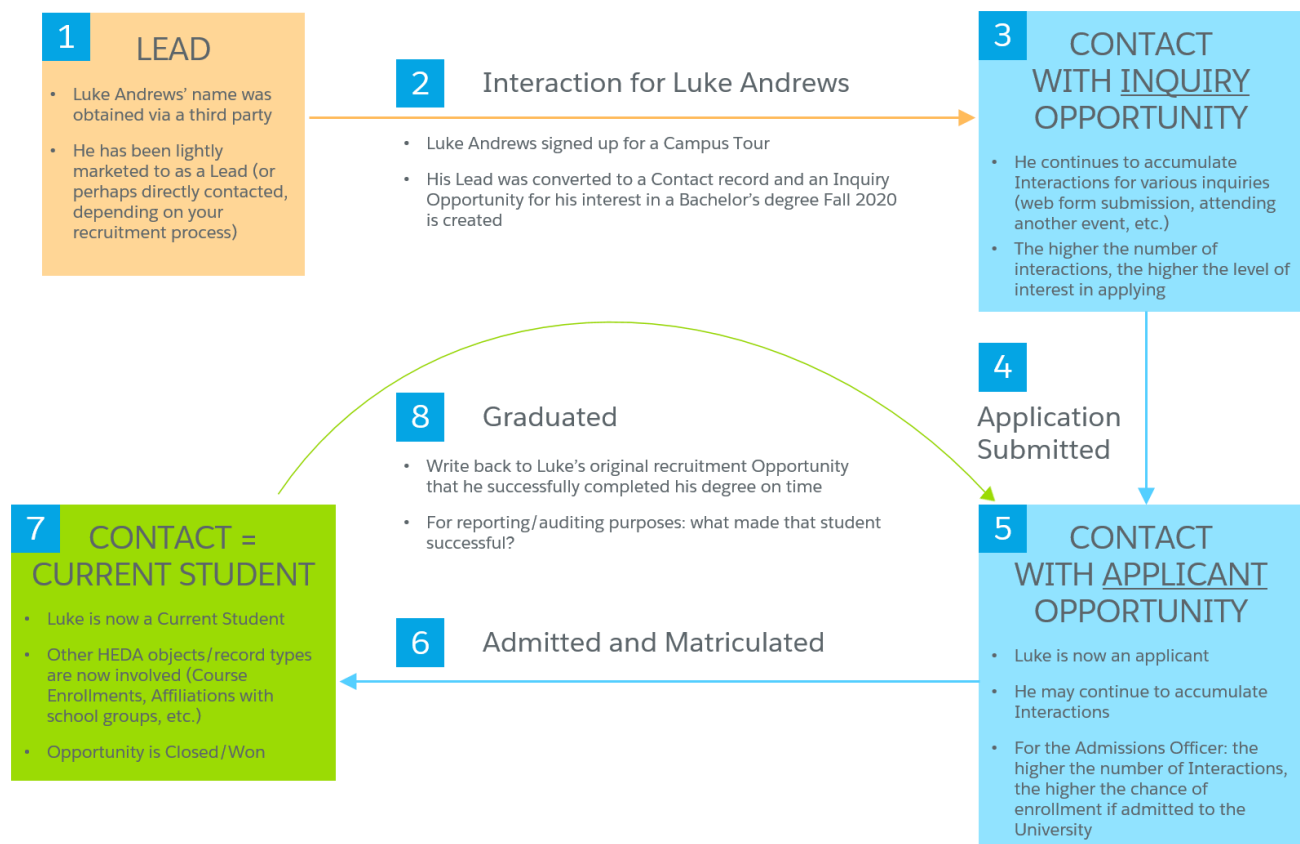 1
LEAD
• Luke Andrews' name was
obtained via a third party
• He has been lightly
marketed to as a Lead (or
perhaps directly contacted,
depending on your
recruitment process)
2
Interaction for Luke Andrews
• Luke Andrews signed up for a Campus Tour
• His Lead was converted to a Contact record and an Inquiry
Opportunity for his interest in a Bachelor's degree Fall 2020
is created
3
CONTACT
WITH INQUIRY
OPPORTUNITY
• He continues to accumulate
Interactions for various inquiries
(web form submission, attending
another event, etc.)
• The higher the number of
interactions, the higher the level of
interest in applying
4
Application
Submitted
5
CONTACT
WITH APPLICANT
OPPORTUNITY
• Luke is now an applicant
• He may continue to accumulate
Interactions
• For the Admissions Officer: the
higher the number of Interactions,
the higher the chance of
enrollment if admitted to the
University
6
Admitted and Matriculated
7
CONTACT =
CURRENT STUDENT
• Luke is now a Current Student
• Other HEDA objects/record types
are now involved (Course
Enrollments, Affiliations with
school groups, etc.)
• Opportunity is Closed/Won
8
Graduated
• Write back to Luke's original recruitment Opportunity
that he successfully completed his degree on time
• For reporting/auditing purposes: what made that student
successful?